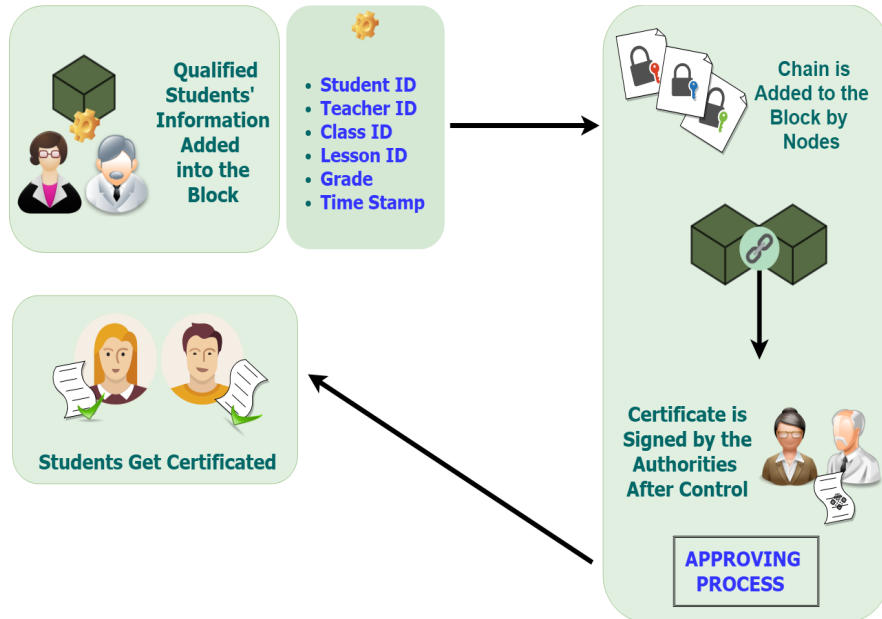 Qualified
Students'
Information
Added
into the
Block
• Student ID
• Teacher ID
• Class ID
• Lesson ID
• Grade
• Time Stamp
Chain is
Added to the
Block by
Nodes
Certificate is
Signed by the
Authorities
After Control
APPROVING
PROCESS
Students Get Certificated